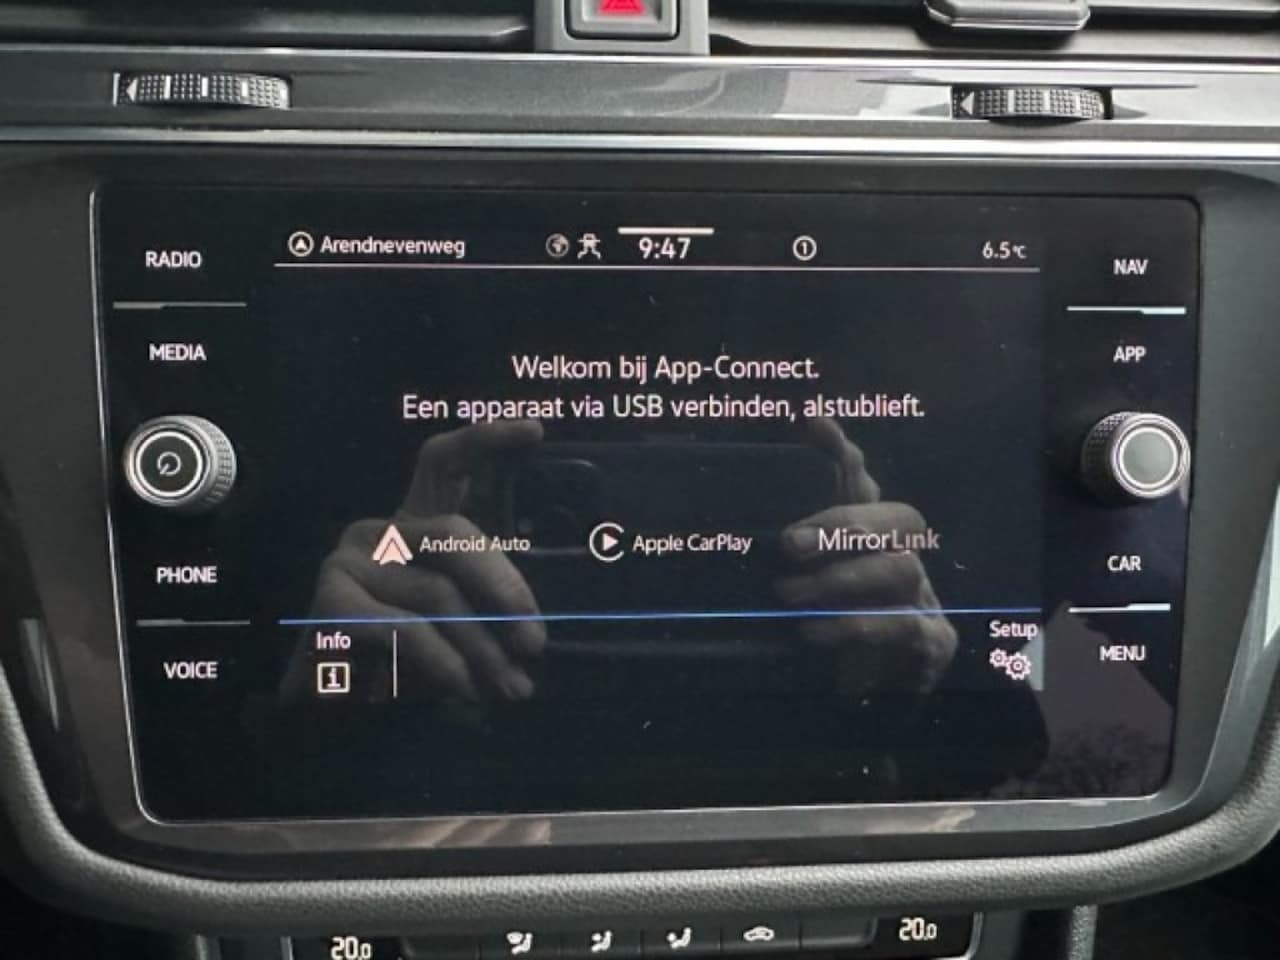 RADIO
MEDIA
PHONE
VOICE
Arendnevenweg
9:47
1
6.5°C
Welkom bij App-Connect.
Een apparaat via USB verbinden, alstublieft.
Android Auto
Apple CarPlay
MirrorLink
Info
i
Setup
NAV
APP
CAR
MENU
20.0
20.0